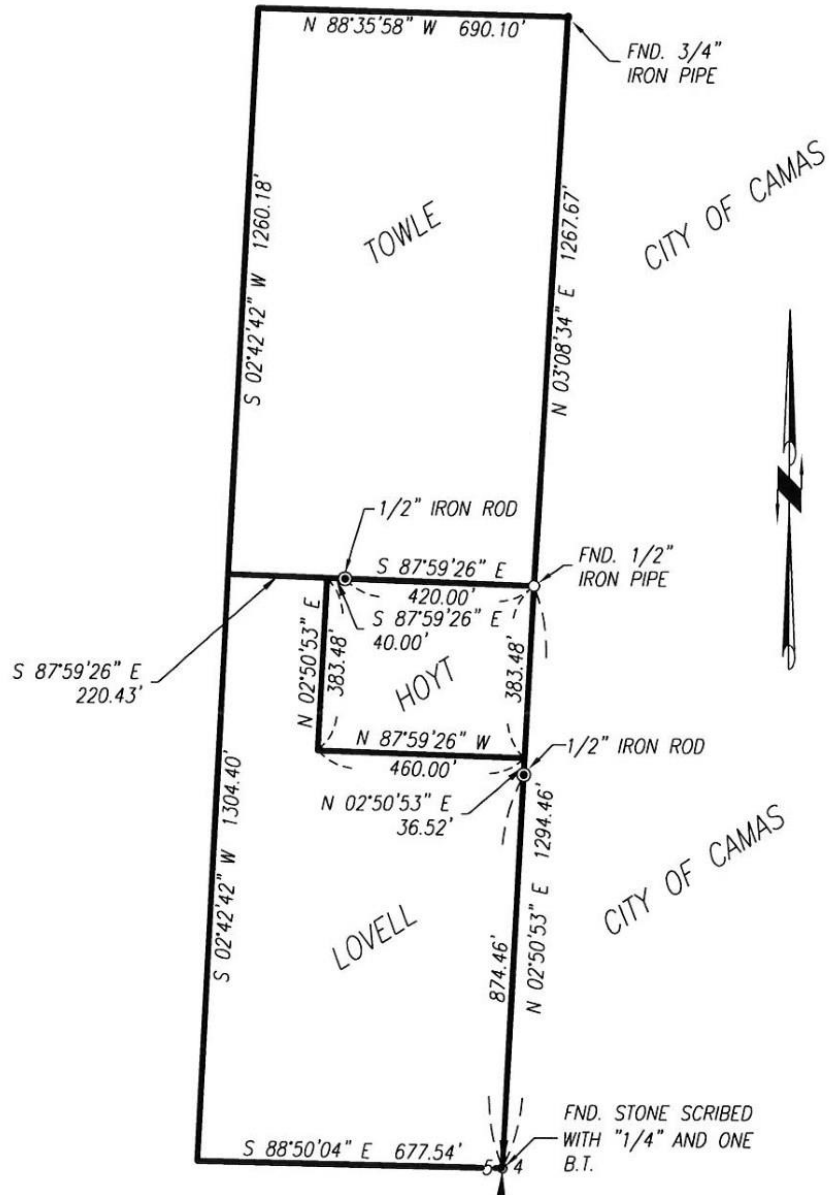 N 88°35'58" W 690.10'
FND. 3/4"
IRON PIPE
CITY OF CAMAS
TOWLE
S 02°42'42" W 1260.18'
N 03°08'34" E 1267.67'
1/2" IRON ROD
S 87°59'26" E
420.00'
FND. 1/2"
IRON PIPE
S 87°59'26" E
40.00'
S 87°59'26" E
220.43'
N 02°50'53" E
383.48'
HOYT
383.48'
N 87°59'26" W
460.00'
1/2" IRON ROD
N 02°50'53" E
36.52'
S 02°42'42" W 1304.40'
LOVELL
874.46'
N 02°50'53" E 1294.46'
CITY OF CAMAS
FND. STONE SCRIBED
WITH "1/4" AND ONE
B.T.
S 88°50'04" E 677.54'
5 4
N